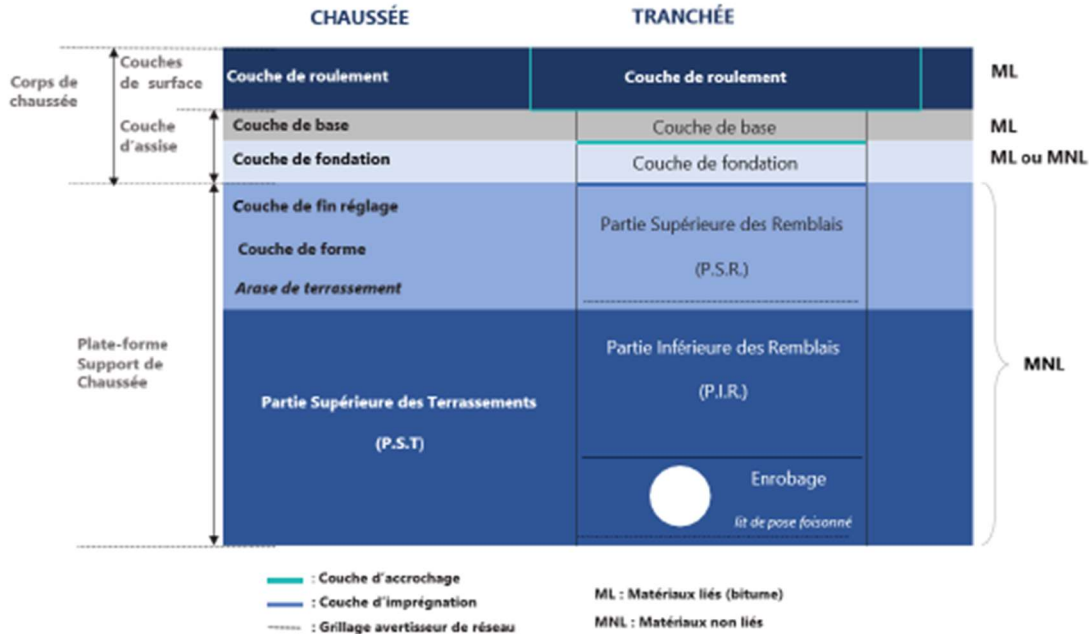 CHAUSSÉE
TRANCHÉE
Corps de
chaussée
Couches
de surface
Couche de roulement
Couche de roulement
ML
Couche
d'assise
Couche de base
Couche de base
ML
Couche de fondation
Couche de fondation
ML ou MNL
Couche de fin réglage
Couche de forme
Arase de terrassement
Partie Supérieure des Remblais
(P.S.R.)
Plate-forme
Support de
Chaussée
Partie Supérieure des Terrassements
(P.S.T)
Partie Inférieure des Remblais
(P.I.R.)
MNL
Enrobage
lit de pose foisonné
: Couche d'accrochage
: Couche d'imprégnation
: Grillage avertisseur de réseau
ML : Matériaux liés (bitume)
MNL : Matériaux non liés